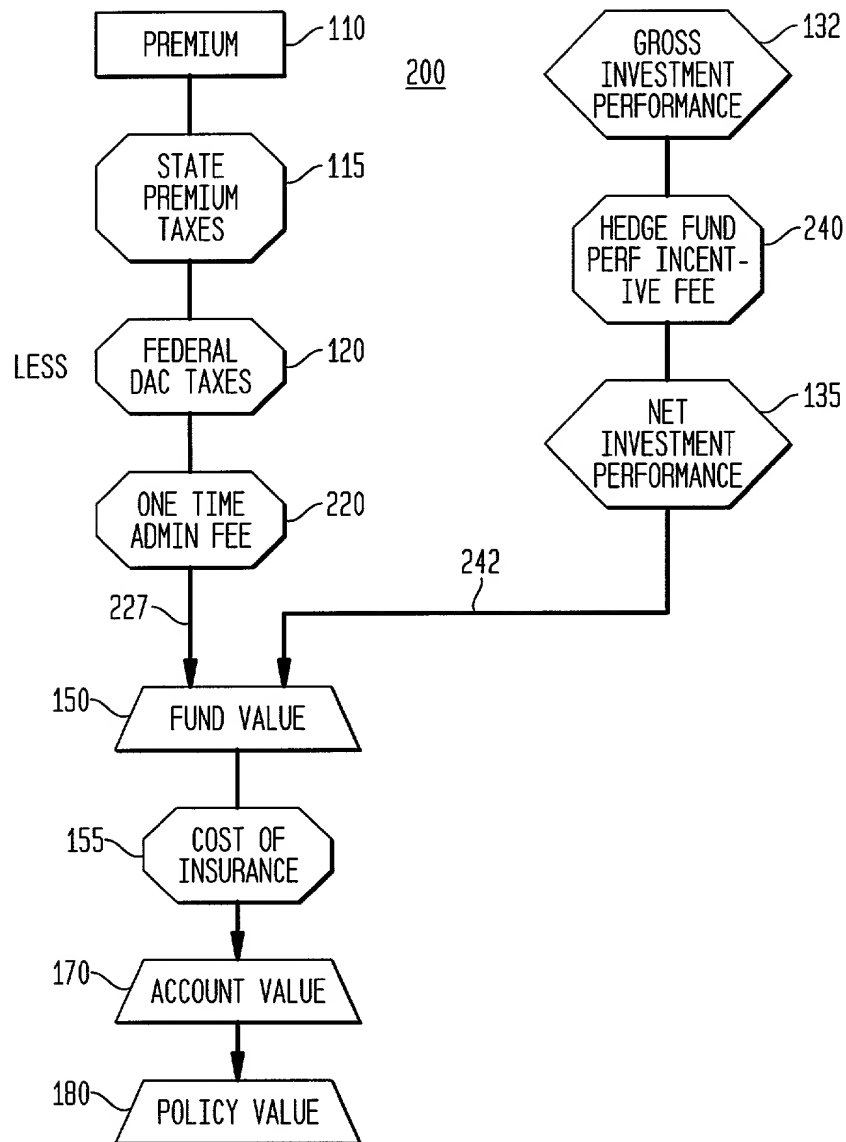 PREMIUM
110
200
GROSS
INVESTMENT
PERFORMANCE
132
STATE
PREMIUM
TAXES
115
HEDGE FUND
PERF INCENT-
IVE FEE
240
LESS
FEDERAL
DAC TAXES
120
NET
INVESTMENT
PERFORMANCE
135
ONE TIME
ADMIN FEE
220
227
242
150
FUND VALUE
155
COST OF
INSURANCE
170
ACCOUNT VALUE
180
POLICY VALUE